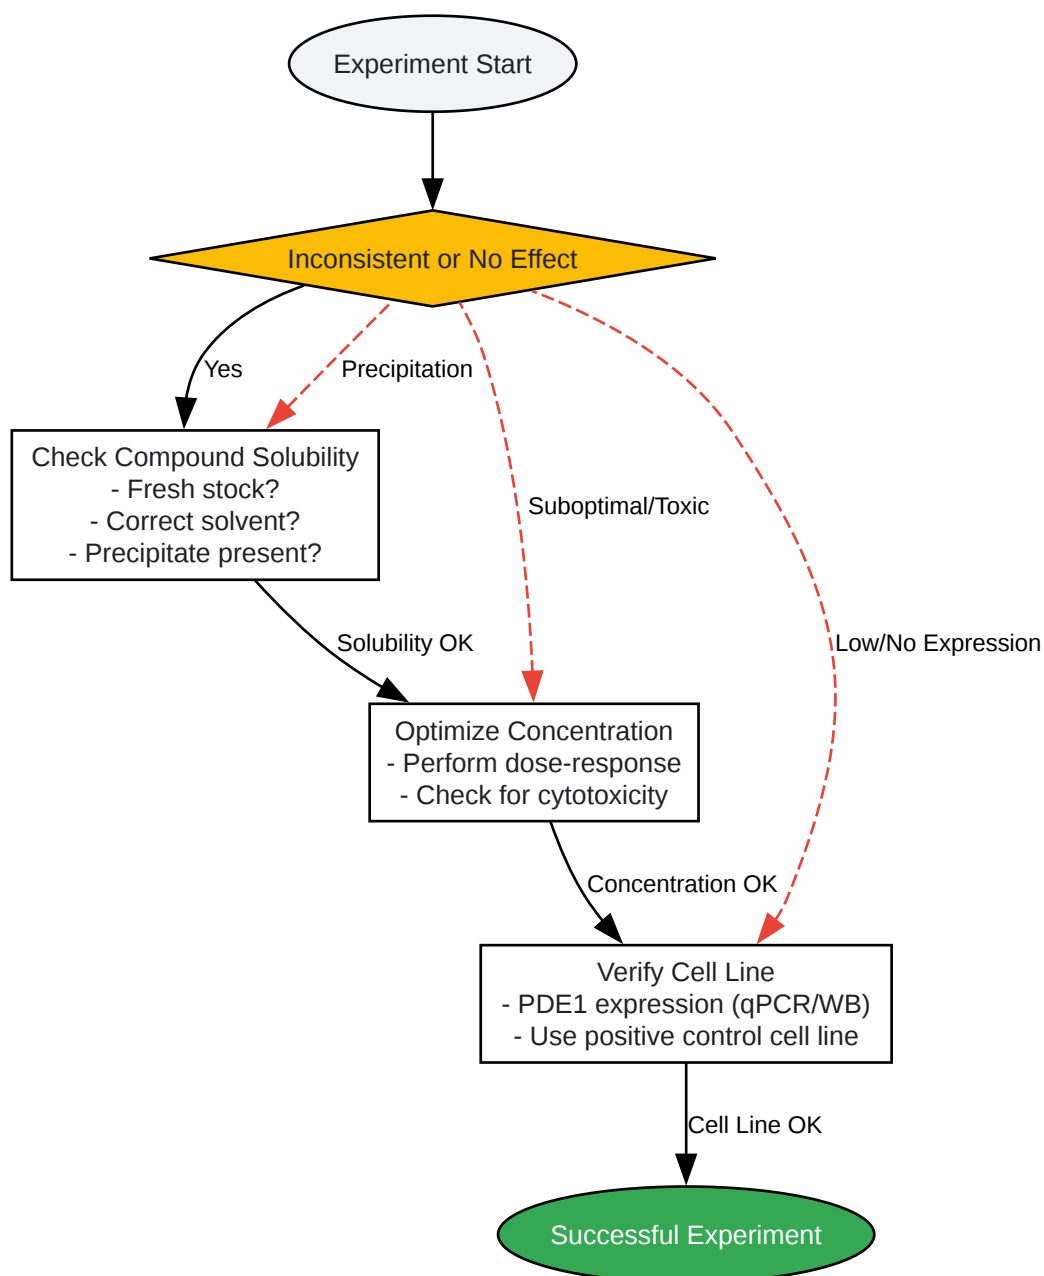 Experiment Start
Inconsistent or No Effect
Yes
Precipitation
Check Compound Solubility
- Fresh stock?
- Correct solvent?
- Precipitate present?
Suboptimal/Toxic
Solubility OK
Low/No Expression
Optimize Concentration
- Perform dose-response
- Check for cytotoxicity
Concentration OK
Verify Cell Line
- PDE1 expression (qPCR/WB)
- Use positive control cell line
Cell Line OK
Successful Experiment